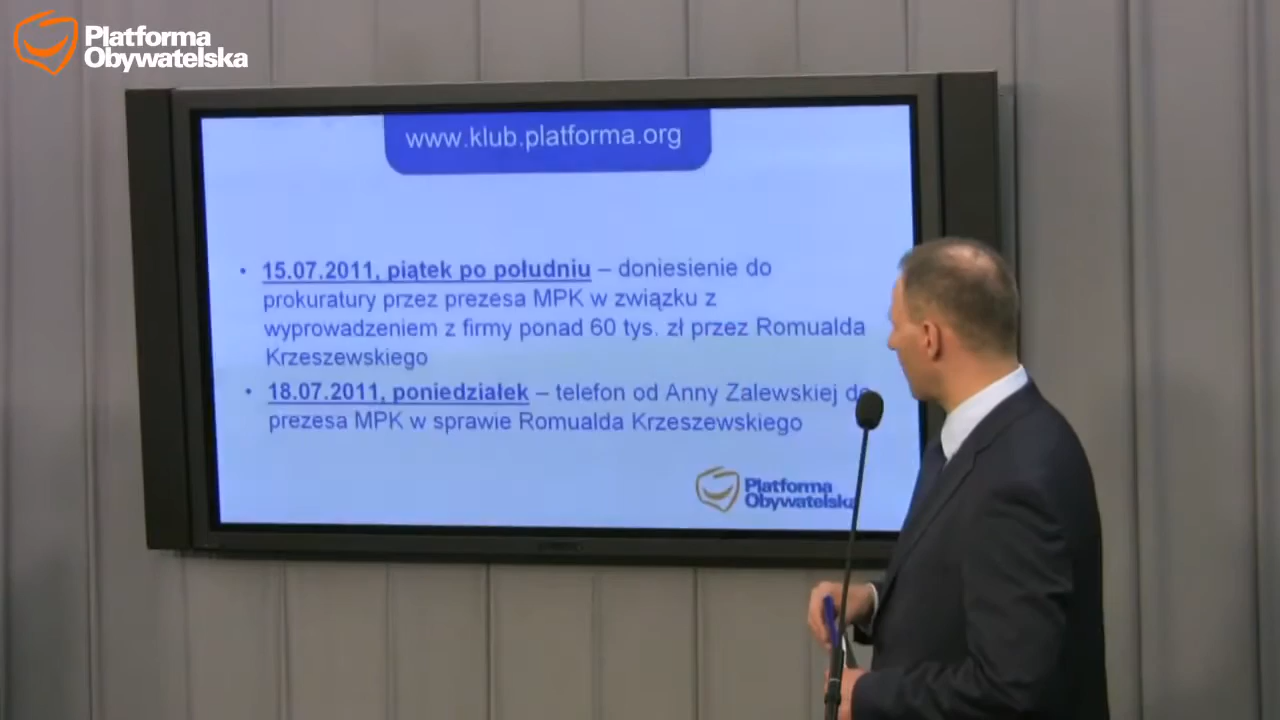 Platforma
Obywatelska
www.klub.platforma.org
• 15.07.2011, piątek po południu – doniesienie do
prokuratury przez prezesa MPK w związku z
wyprowadzeniem z firmy ponad 60 tys. zł przez Romualda
Krzeszewskiego
• 18.07.2011, poniedziałek – telefon od Anny Zalewskiej do
prezesa MPK w sprawie Romualda Krzeszewskiego
Platforma
Obywatelska